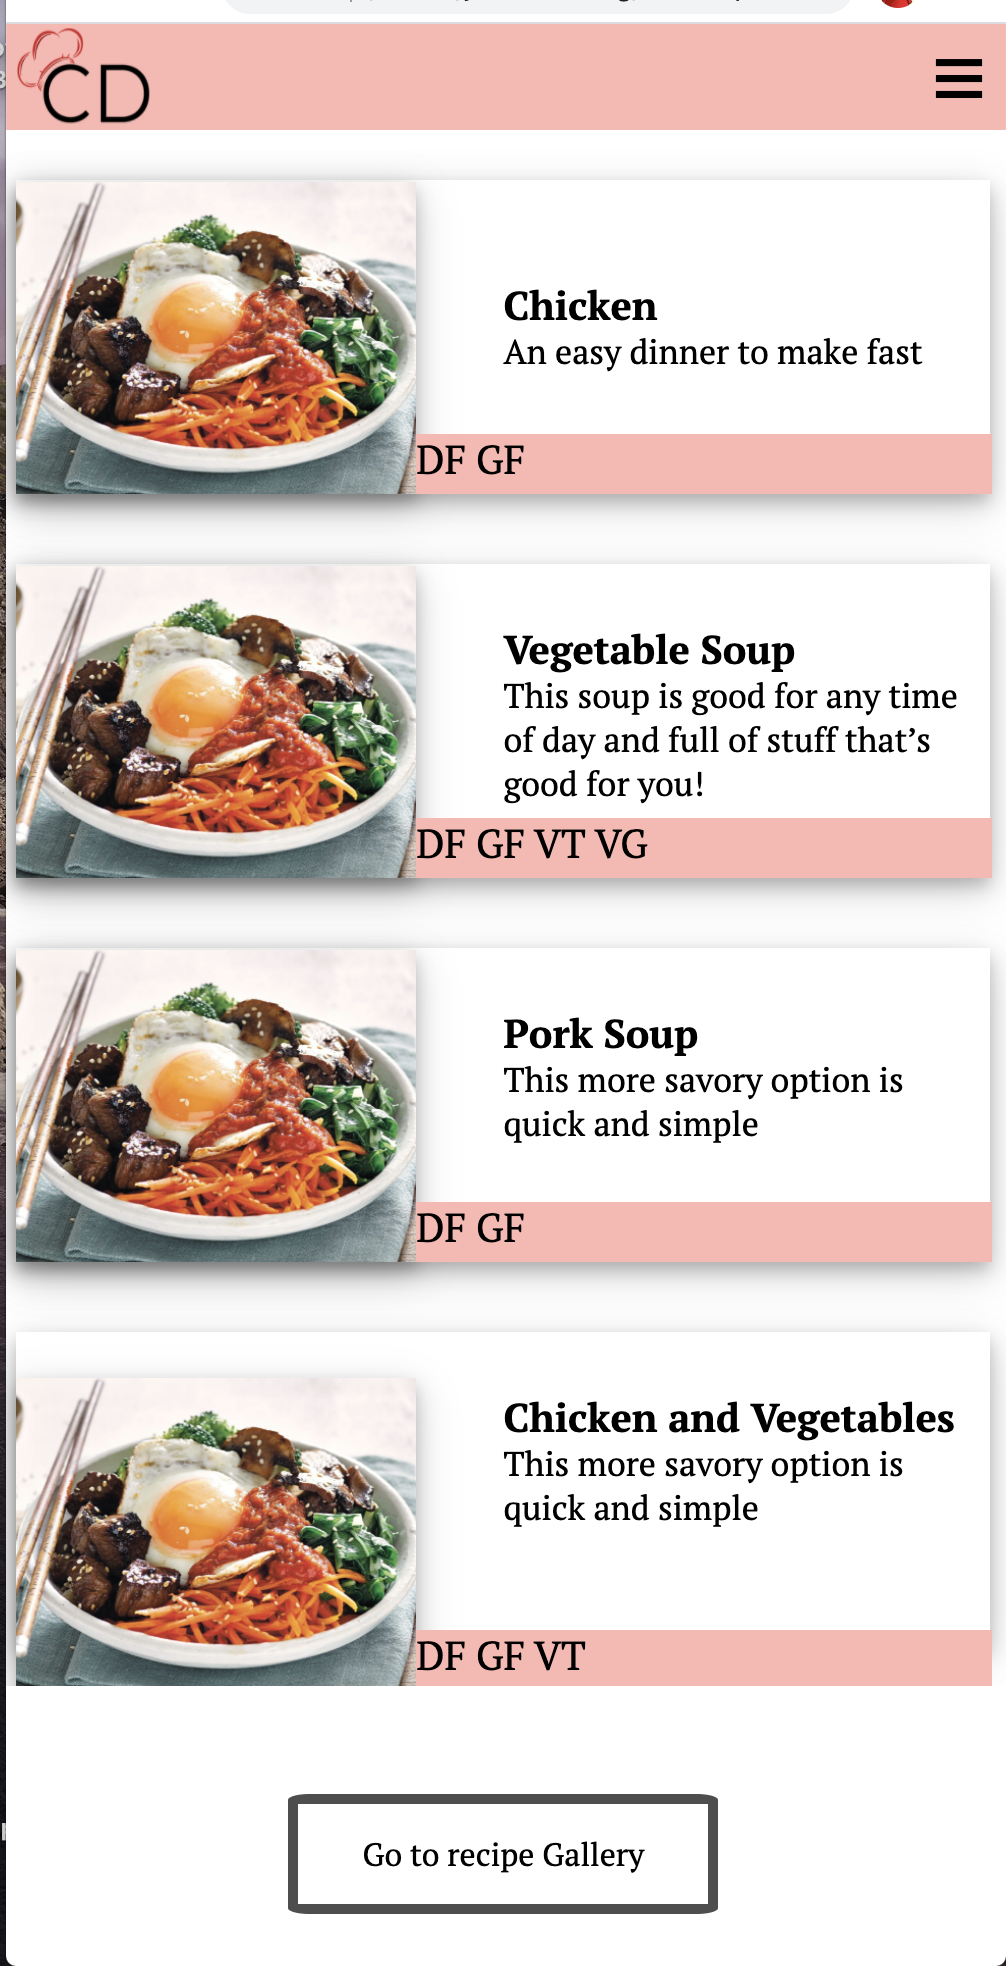 CD
Chicken
An easy dinner to make fast
DF GF
Vegetable Soup
This soup is good for any time
of day and full of stuff that's
good for you!
DF GF VT VG
Pork Soup
This more savory option is
quick and simple
DF GF
Chicken and Vegetables
This more savory option is
quick and simple
DF GF VT
Go to recipe Gallery